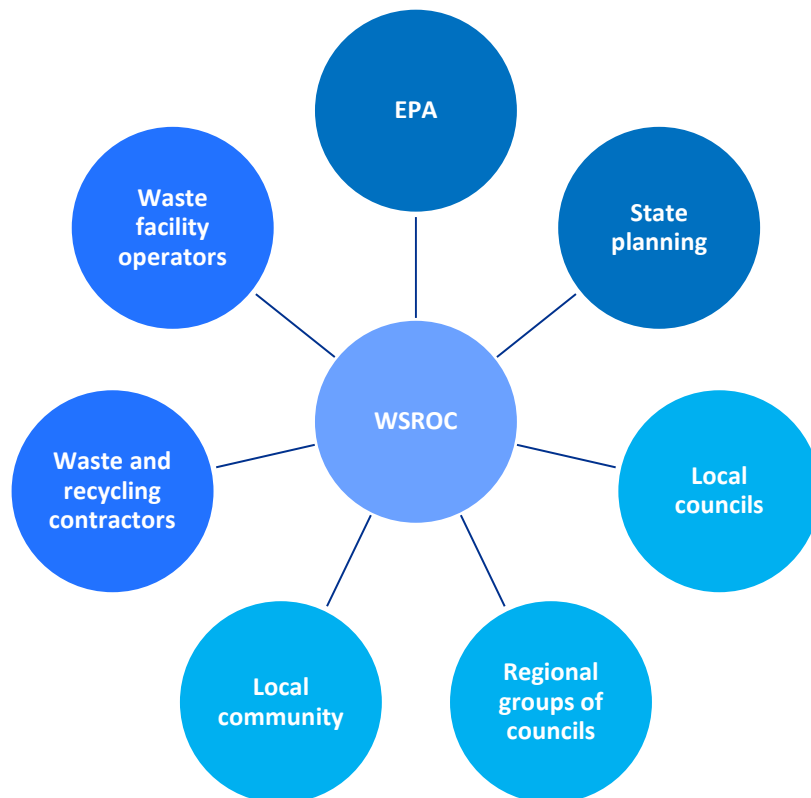 EPA
State
planning
Waste
facility
operators
WSROC
Local
councils
Waste and
recycling
contractors
Regional
groups of
councils
Local
community